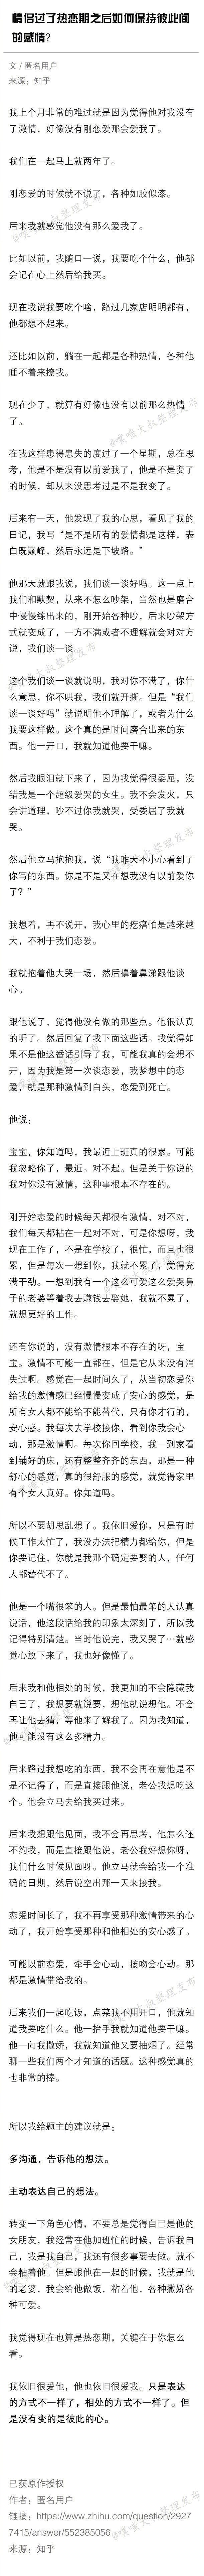 情侣过了热恋期之后如何保持彼此间
的感情?
文 / 匿名用户
来源：知乎
我上个月非常的难过就是因为觉得他对我没有
了激情，好像没有刚恋爱那会爱我了。
我们在一起马上就两年了。
刚恋爱的时候就不说了，各种如胶似漆。
后来我就感觉他没有那么爱我了。
比如以前，我随口一说，我要吃个什么，他都
会记在心上然后给我买。
现在我说我要吃个啥，路过几家店明明都有，
他都想不起来。
还比如以前，躺在一起都是各种热情，各种他
睡不着来撩我。
现在少了，就算有好像也没有以前那么热情
了。
在我这样患得患失的度过了一个星期，总在思
考，他是不是没有以前爱我了，他是不是变了
的时候，却从来没思考过是不是我变了。
后来有一天，他发现了我的心思，看见了我的
日记，我写“是不是所有的爱情都是这样，表
白既巅峰，然后永远是下坡路。”
他那天就跟我说，我们谈一谈好吗。这一点上
我们和默契，从来不怎么吵架，当然也是磨合
中慢慢练出来的，刚开始各种吵，后来吵架方
式就变成了，一方不满或者不理解就会对对方
说，我们谈一谈。
这个我们谈一谈就说明，我对你不满了，你什
么意思，你不哄我，我们就开撕。但是“我们
谈一谈好吗”就说明他不理解了，或者为什么
我要这样做。这个真的是时间磨合出来的东
西。他一开口，我就知道他要干嘛。
然后我眼泪就下来了，因为我觉得很委屈，没
错我是一个超级爱哭的女生。我不会发火，只
会讲道理，吵不过你我就哭，受委屈了我就
哭。
然后他立马抱抱我，说“我昨天不小心看到了
你写的东西。你是不是又在想我没有以前爱你
了？”
我想着，再不说开，我心里的疙瘩怕是越来越
大，不利于我们恋爱。
我就抱着他大哭一场，然后擤着鼻涕跟他谈
心。
跟他说了，觉得他没有做的那些点。他很认真
的听了。然后回复了我下面这些话。我觉得如
果不是他这番话引导了我，可能我真的会想不
开，因为我是第一次谈恋爱，我梦想中的恋
爱，就是那种激情到白头，恋爱到死亡。
他说：
宝宝，你知道吗，我最近上班真的很累。可能
我忽略你了，最近。对不起。但是关于你说的
我对你没有激情，这种事根本不存在的。
刚开始恋爱的时候每天都很有激情，对不对，
我们每天都粘在一起对不对，可是你想呀，我
现在工作了，不是在学校了，很忙，而且也很
累，但是每次一想到你，我就不累了，觉得充
满干劲。一想到我有一个这么可爱这么爱哭鼻
子的老婆等着我去赚钱去娶她，我就不累了，
就想更好的工作。
还有你说的，没有激情根本不存在的呀，宝
宝。激情不可能一直都在，但是它从来没有消
失过啊。感觉在一起时间久了，从当初恋爱你
给我的激情感已经慢慢变成了安心的感觉，是
所有女人都不能给不能替代，只有你才行的，
安心感。我每次去学校接你，看到你我会心
动，那是激情啊。每次你回学校，我一到家看
到铺好的床，还有整整齐齐的东西，那是一种
舒心的感觉，真的很舒服的感觉，就觉得家里
有个女人真好。你知道吗。
所以不要胡思乱想了。我依旧爱你，只是有时
候工作太忙了，我没办法把精力都给你，但是
你要记住，你就是我那个确定要娶的人，任何
人都替代不了。
他是一个嘴很笨的人。但是最怕最笨的人认真
说话，他这段话给我的印象太深刻了，所以我
记得特别清楚。当时他说完，我又哭了…就感
觉心放下来了，我也好像懂了。
后来我和他相处的时候，我更加的不会隐藏我
自己了，我想要就说要，想他就说想他。不会
再让他去猜，等他来了解我了。因为我知道，
他可能没有这么多精力。
后来路过我想吃的东西，我不会再在意他是不
是不记得了，而是直接跟他说，老公我想吃这
个。他会立马去给我买过来。
后来我想跟他见面，我不会再思考，他怎么还
不约我，而是直接跟他说，老公我好想你呀，
我们什么时候见面呀。他立马就会给我一个准
确的日期，然后说空出那一天来接我。
恋爱时间长了，我不再享受那种激情带来的心
动了，我开始享受那种和他相处的安心感了。
可能以前恋爱，牵手会心动，接吻会心动。那
都是激情带给我的。
后来我们一起吃饭，点菜我不用开口，他就知
道我要吃什么。他一抬手我就知道他要干嘛。
他一向我撒娇，我就知道他又要抽烟了。经常
聊一些我们两个才知道的话题。这种感觉真的
也非常的棒。
所以我给题主的建议就是：
多沟通，告诉他的想法。
主动表达自己的想法。
转变一下角色心情，不要总是觉得自己是他的
女朋友，我经常在他加班忙的时候，告诉我自
己，我是我自己，我还有很多事要去做。就不
会粘着他。但是跟他在一起的时候，我就是他
的老婆，我会给他做饭，粘着他，各种撒娇各
种可爱。
我觉得现在也算是热恋期，关键在于你怎么
看。
我依旧很爱他，他也依旧很爱我。只是表达
的方式不一样了，相处的方式不一样了。但
是没有变的是彼此的心。
已获原作授权
作者：匿名用户
链接：https://www.zhihu.com/question/2927
7415/answer/552385056
来源：知乎
@噗噗大叔整理发布